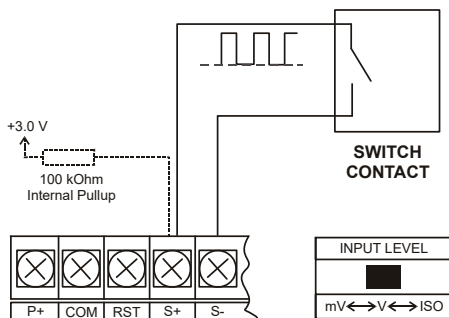 SWITCH
CONTACT
+3.0 V
100 kOhm
Internal Pullup
INPUT LEVEL
P+ COM RST S+ S-
mV V ISO